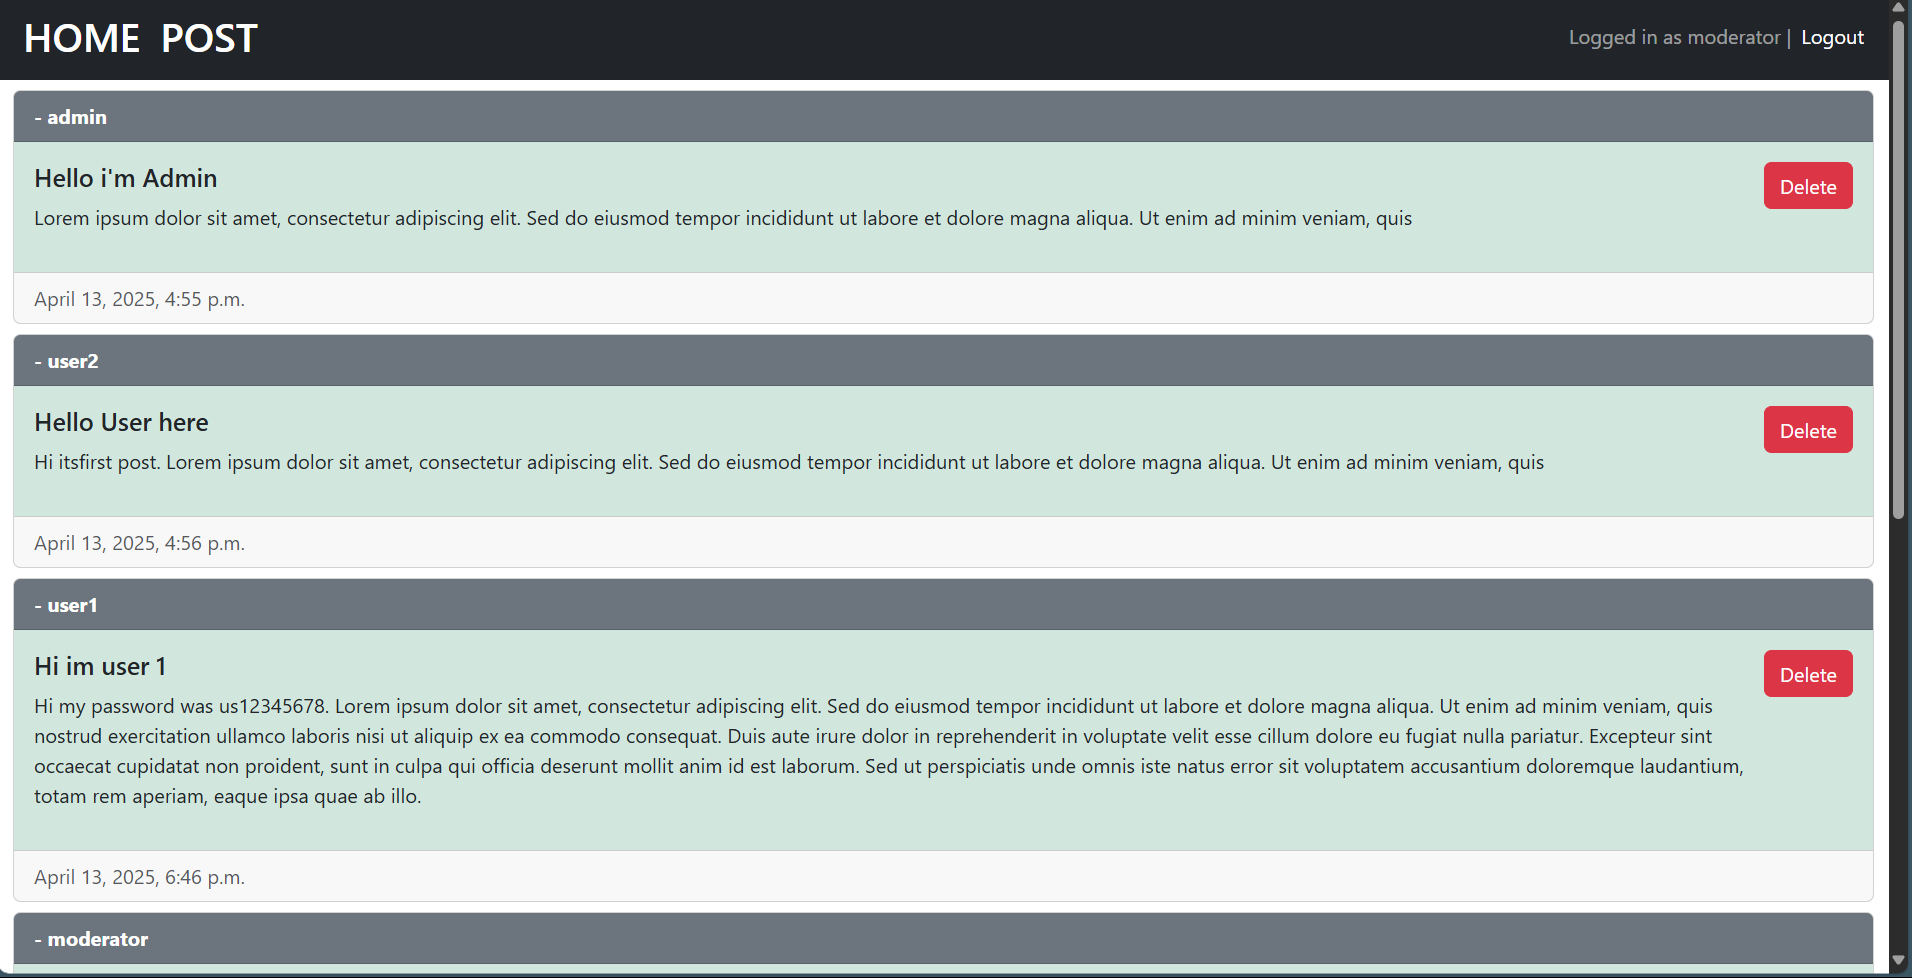 HOME POST
Logged in as moderator | Logout
- admin
Hello i'm Admin
Delete
Lorem ipsum dolor sit amet, consectetur adipiscing elit. Sed do eiusmod tempor incididunt ut labore et dolore magna aliqua. Ut enim ad minim veniam, quis
April 13, 2025, 4:55 p.m.
- user2
Hello User here
Delete
Hi itsfirst post. Lorem ipsum dolor sit amet, consectetur adipiscing elit. Sed do eiusmod tempor incididunt ut labore et dolore magna aliqua. Ut enim ad minim veniam, quis
April 13, 2025, 4:56 p.m.
- user1
Hi im user 1
Delete
Hi my password was us12345678. Lorem ipsum dolor sit amet, consectetur adipiscing elit. Sed do eiusmod tempor incididunt ut labore et dolore magna aliqua. Ut enim ad minim veniam, quis
nostrud exercitation ullamco laboris nisi ut aliquip ex ea commodo consequat. Duis aute irure dolor in reprehenderit in voluptate velit esse cillum dolore eu fugiat nulla pariatur. Excepteur sint
occaecat cupidatat non proident, sunt in culpa qui officia deserunt mollit anim id est laborum. Sed ut perspiciatis unde omnis iste natus error sit voluptatem accusantium doloremque laudantium,
totam rem aperiam, eaque ipsa quae ab illo.
April 13, 2025, 6:46 p.m.
- moderator